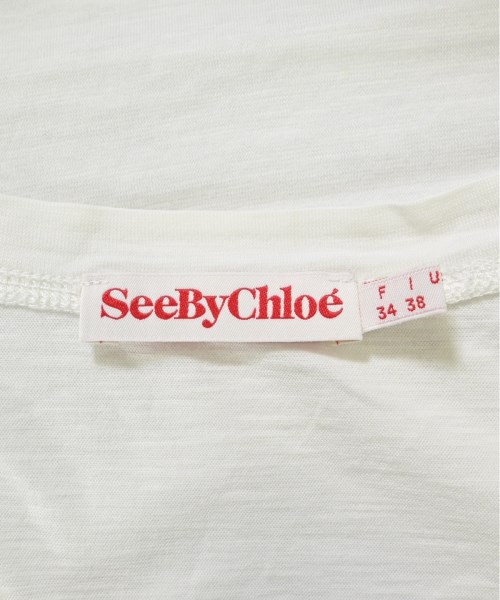 SeeByChloé
F I U
34 38